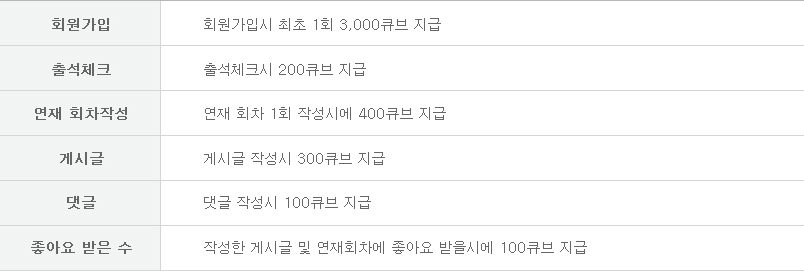 회원가입 회원가입시 최초 1회 3,000큐브 지급
출석체크 출석체크시 200큐브 지급
연재 회차작성 연재 회차 1회 작성시에 400큐브 지급
게시글 게시글 작성시 300큐브 지급
댓글 댓글 작성시 100큐브 지급
좋아요 받은 수 작성한 게시글 및 연재회차에 좋아요 받을시에 100큐브 지급